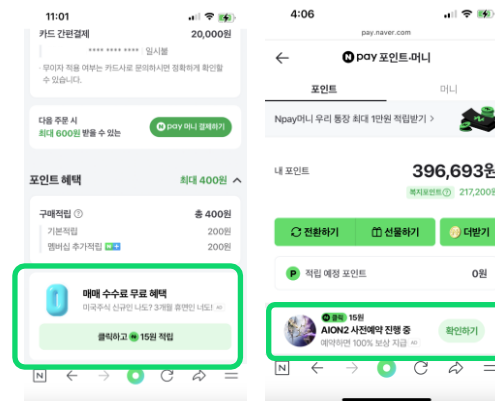 11:01
카드 간편결제 20,000원
**** **** **** 일시불
· 무이자 적용 여부는 카드사로 문의하시면 정확하게 확인할
수 있습니다.
다음 주문 시
최대 600원 받을 수 있는
N pay 머니 결제하기
포인트 혜택 최대 400원
구매적립 ? 총 400원
기본적립 200원
멤버십 추가적립 N+ 200원
매매 수수료 무료 혜택
미국주식 신규인 나도? 3개월 휴면인 너도! AD
클릭하고 N 15원 적립
N
4:06
pay.naver.com
N pay 포인트·머니
포인트 머니
Npay머니 우리 통장 최대 1만원 적립받기 >
내 포인트 396,693원
복지포인트? 217,200원
전환하기 선물하기 더받기
P 적립 예정 포인트 0원
N 클릭 15원
AION2 사전예약 진행 중
예약하면 100% 보상 지급 AD
확인하기
N